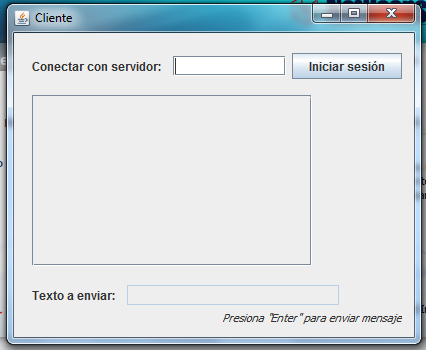 Cliente
Conectar con servidor:
Iniciar sesión
Texto a enviar:
Presiona "Enter" para enviar mensaje